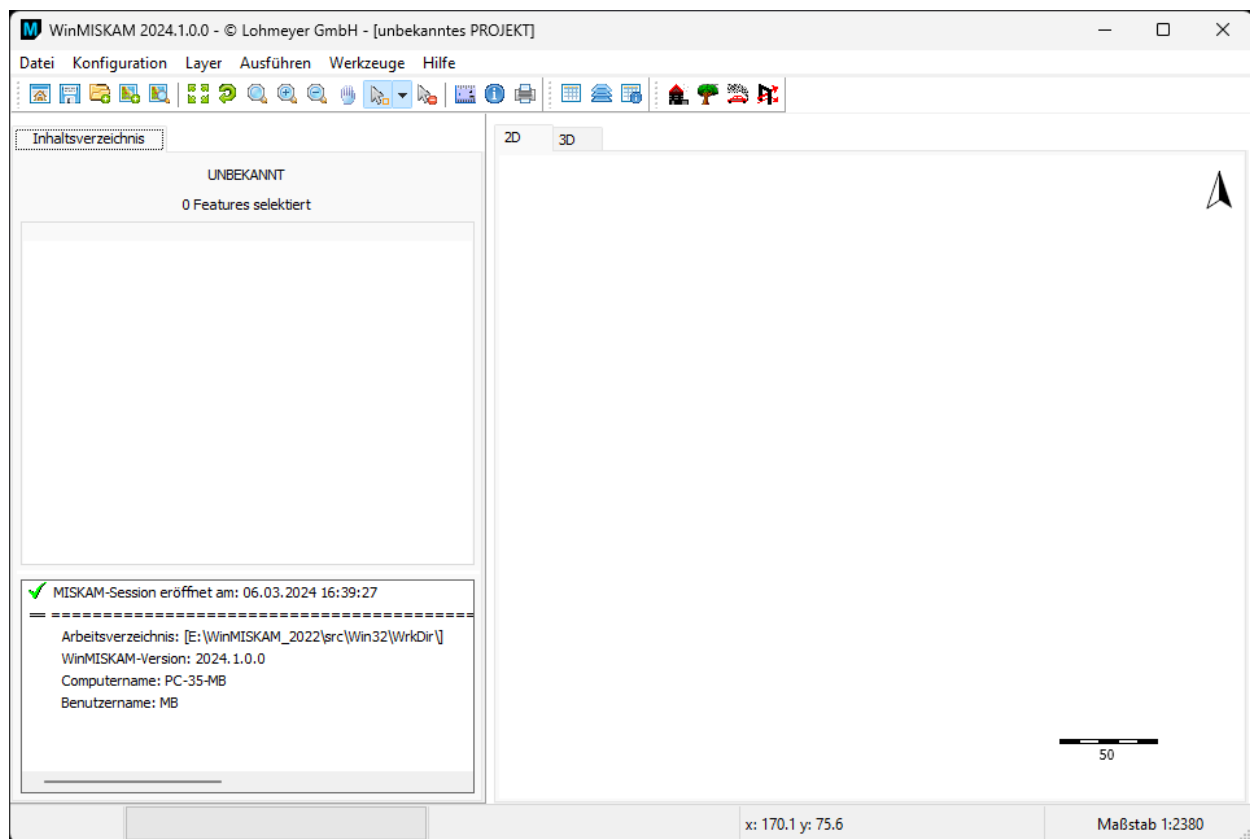 WinMISKAM 2024.1.0.0 - © Lohmeyer GmbH - [unbekanntes PROJEKT]
Datei Konfiguration Layer Ausführen Werkzeuge Hilfe
Inhaltsverzeichnis
2D 3D
UNBEKANNT
0 Features selektiert
MISKAM-Session eröffnet am: 06.03.2024 16:39:27
== ==========================================
Arbeitsverzeichnis: [E:\WinMISKAM_2022\src\Win32\WrkDir\]
WinMISKAM-Version: 2024.1.0.0
Computername: PC-35-MB
Benutzername: MB
50
x: 170.1 y: 75.6
Maßstab 1:2380